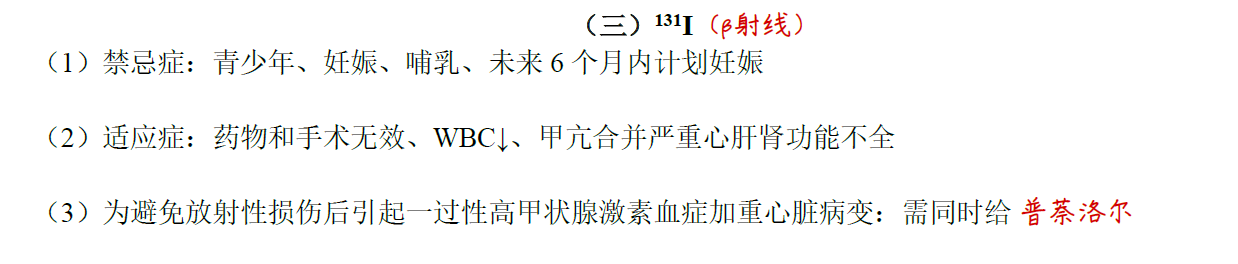 （三）¹³¹I（β射线）
（1）禁忌症：青少年、妊娠、哺乳、未来 6 个月内计划妊娠
（2）适应症：药物和手术无效、WBC↓、甲亢合并严重心肝肾功能不全
（3）为避免放射性损伤后引起一过性高甲状腺激素血症加重心脏病变：需同时给 普萘洛尔